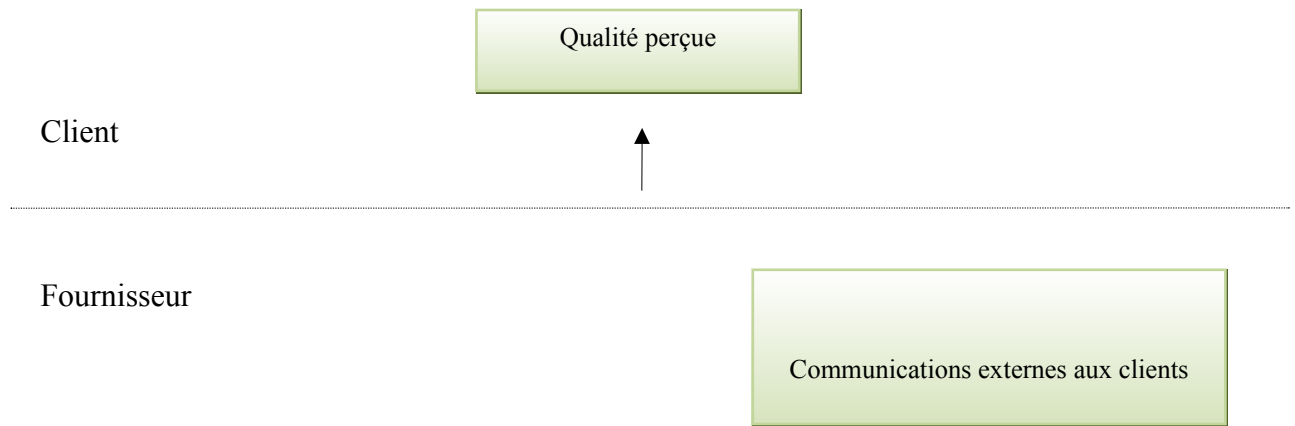 Qualité perçue
Client
Fournisseur
Communications externes aux clients